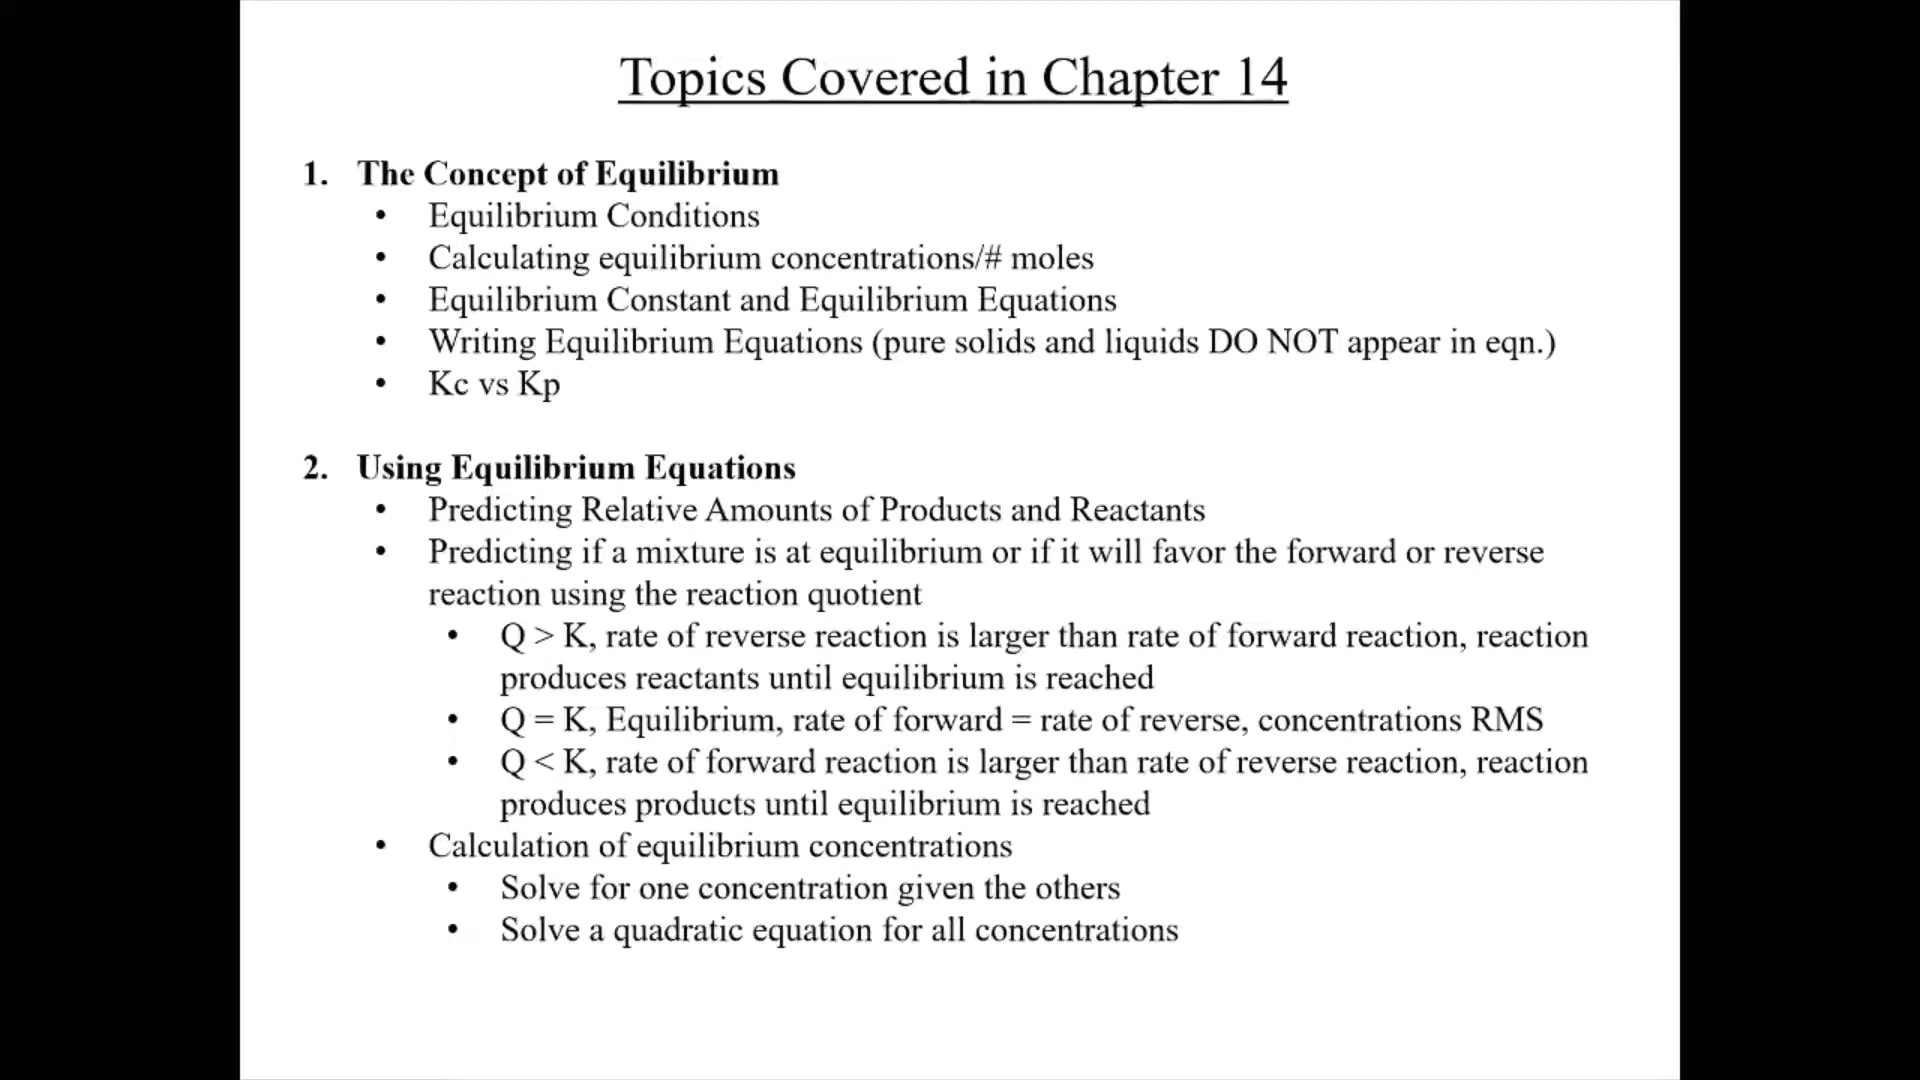 Topics Covered in Chapter 14
1. The Concept of Equilibrium
• Equilibrium Conditions
• Calculating equilibrium concentrations/# moles
• Equilibrium Constant and Equilibrium Equations
• Writing Equilibrium Equations (pure solids and liquids DO NOT appear in eqn.)
• Kc vs Kp
2. Using Equilibrium Equations
• Predicting Relative Amounts of Products and Reactants
• Predicting if a mixture is at equilibrium or if it will favor the forward or reverse
reaction using the reaction quotient
• Q > K, rate of reverse reaction is larger than rate of forward reaction, reaction
produces reactants until equilibrium is reached
• Q = K, Equilibrium, rate of forward = rate of reverse, concentrations RMS
• Q < K, rate of forward reaction is larger than rate of reverse reaction, reaction
produces products until equilibrium is reached
• Calculation of equilibrium concentrations
• Solve for one concentration given the others
• Solve a quadratic equation for all concentrations